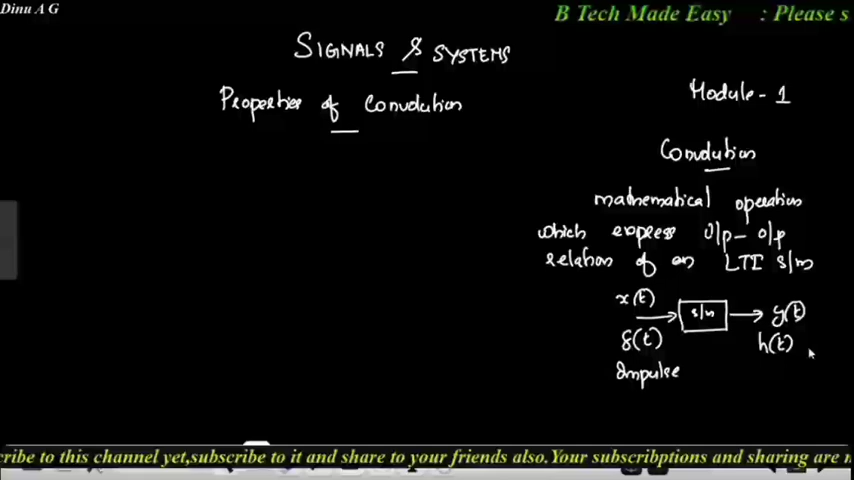 Dinu A G
B Tech Made Easy : Please s
SIGNALS & SYSTEMS
Properties of Convolution
Module - 1
Convolution
mathematical operation
which express i/p - o/p
relation of an LTI s/m
x(t) s/m y(t)
δ(t) h(t)
Impulse
cribe to this channel yet,subscribe to it and share to your friends also.Your subscribptions and sharing are n